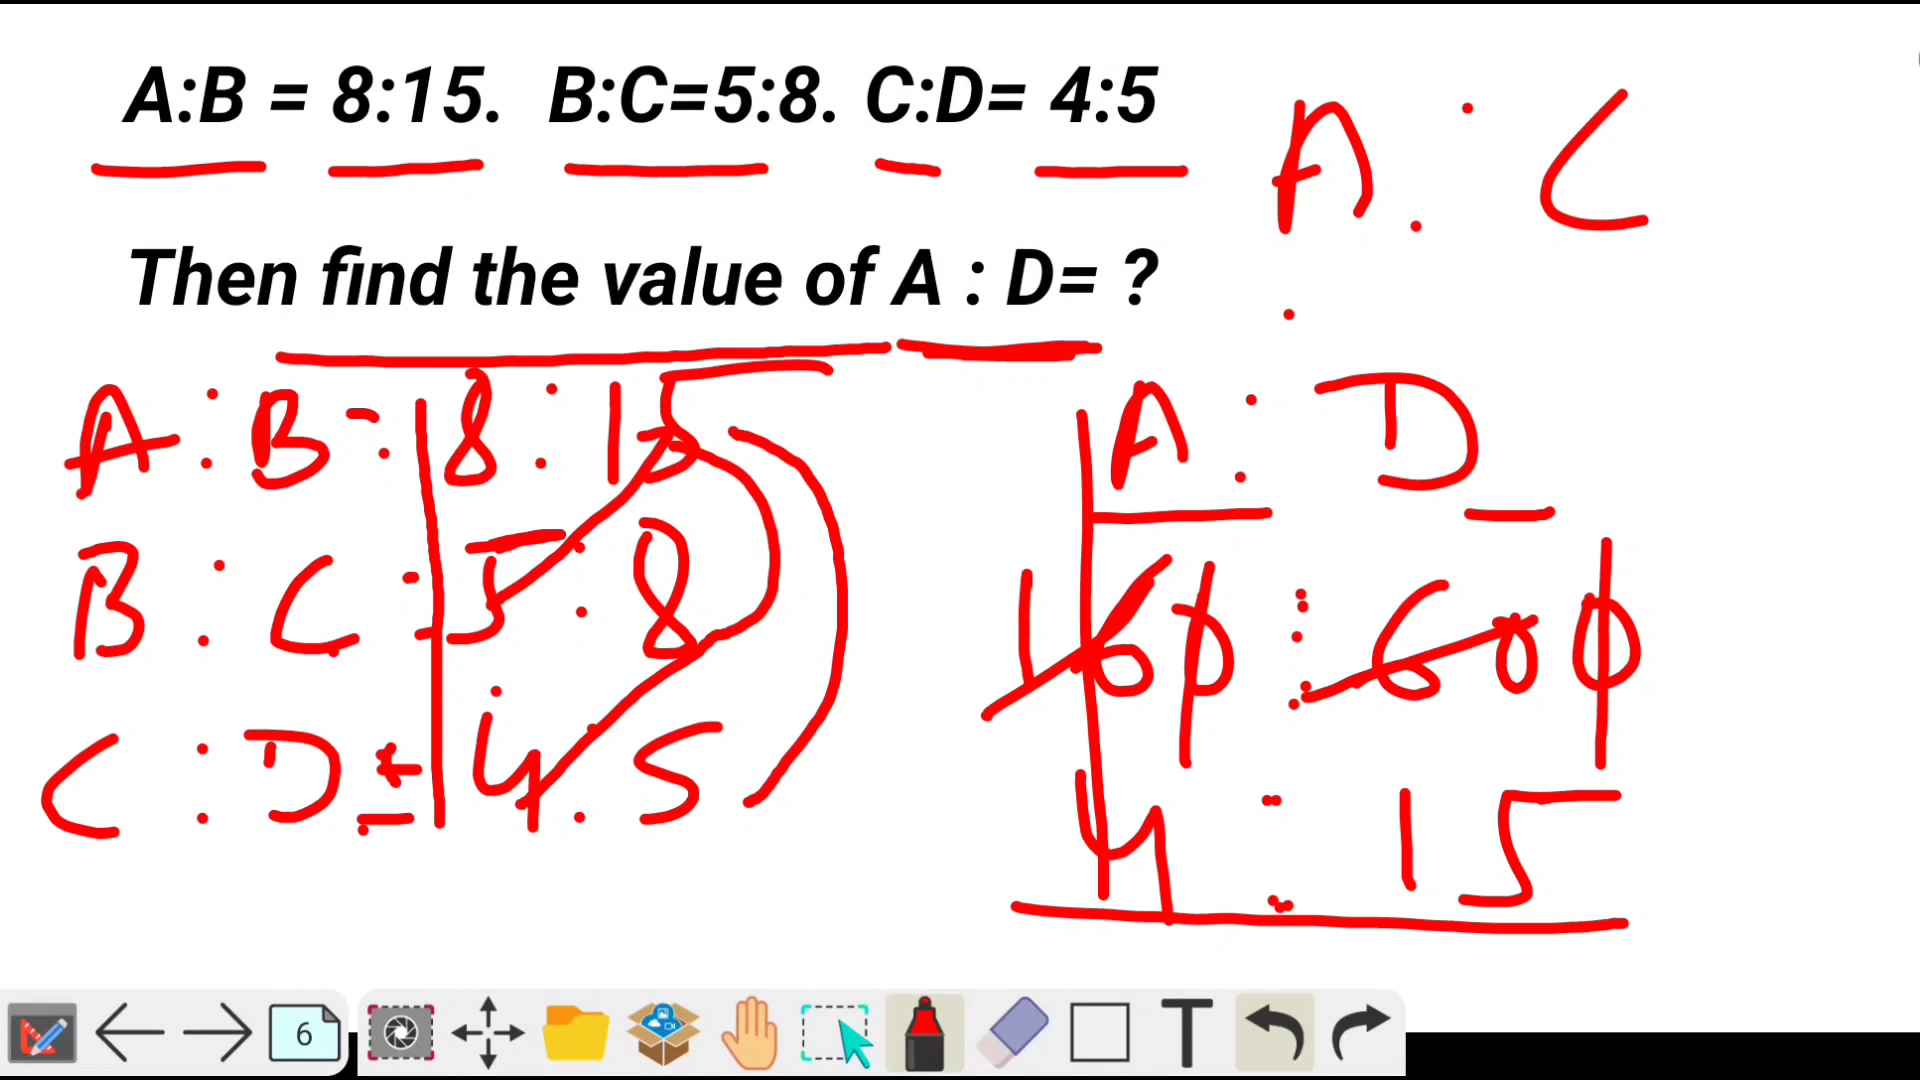 A:B = 8:15. B:C=5:8. C:D= 4:5
Then find the value of A : D= ?
A : C
A : B = 8 : 15
B : C = 5 : 8
C : D = 4 : 5
A : D
160 : 600
4 : 15
6
T